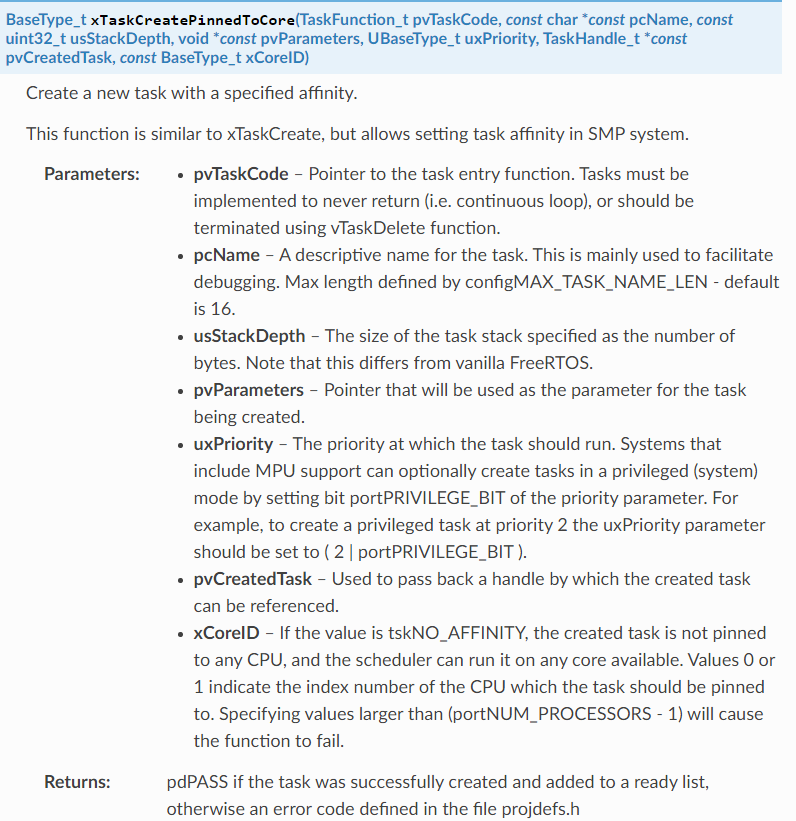 BaseType_t xTaskCreatePinnedToCore(TaskFunction_t pvTaskCode, const char *const pcName, const
uint32_t usStackDepth, void *const pvParameters, UBaseType_t uxPriority, TaskHandle_t *const
pvCreatedTask, const BaseType_t xCoreID)
Create a new task with a specified affinity.
This function is similar to xTaskCreate, but allows setting task affinity in SMP system.
Parameters:
• pvTaskCode – Pointer to the task entry function. Tasks must be
implemented to never return (i.e. continuous loop), or should be
terminated using vTaskDelete function.
• pcName – A descriptive name for the task. This is mainly used to facilitate
debugging. Max length defined by configMAX_TASK_NAME_LEN - default
is 16.
• usStackDepth – The size of the task stack specified as the number of
bytes. Note that this differs from vanilla FreeRTOS.
• pvParameters – Pointer that will be used as the parameter for the task
being created.
• uxPriority – The priority at which the task should run. Systems that
include MPU support can optionally create tasks in a privileged (system)
mode by setting bit portPRIVILEGE_BIT of the priority parameter. For
example, to create a privileged task at priority 2 the uxPriority parameter
should be set to ( 2 | portPRIVILEGE_BIT ).
• pvCreatedTask – Used to pass back a handle by which the created task
can be referenced.
• xCoreID – If the value is tskNO_AFFINITY, the created task is not pinned
to any CPU, and the scheduler can run it on any core available. Values 0 or
1 indicate the index number of the CPU which the task should be pinned
to. Specifying values larger than (portNUM_PROCESSORS - 1) will cause
the function to fail.
Returns:
pdPASS if the task was successfully created and added to a ready list,
otherwise an error code defined in the file projdefs.h